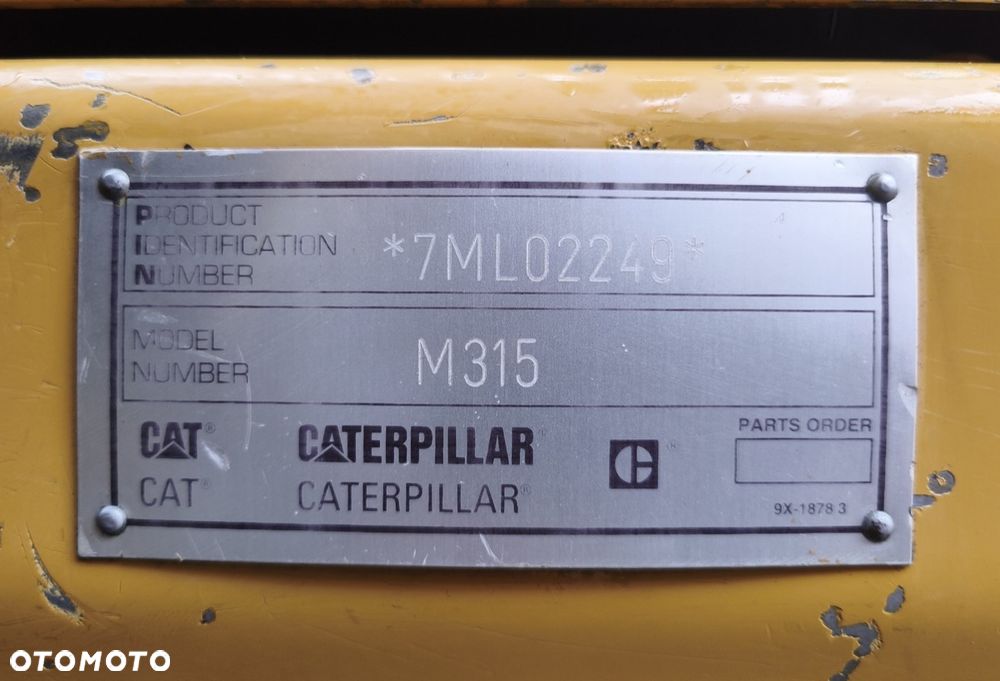 PRODUCT
IDENTIFICATION
NUMBER
*7ML02249*
MODEL
NUMBER
M315
CAT® CATERPILLAR® C ®
CAT® CATERPILLAR®
PARTS ORDER
9X-1878 3
OTOMOTO